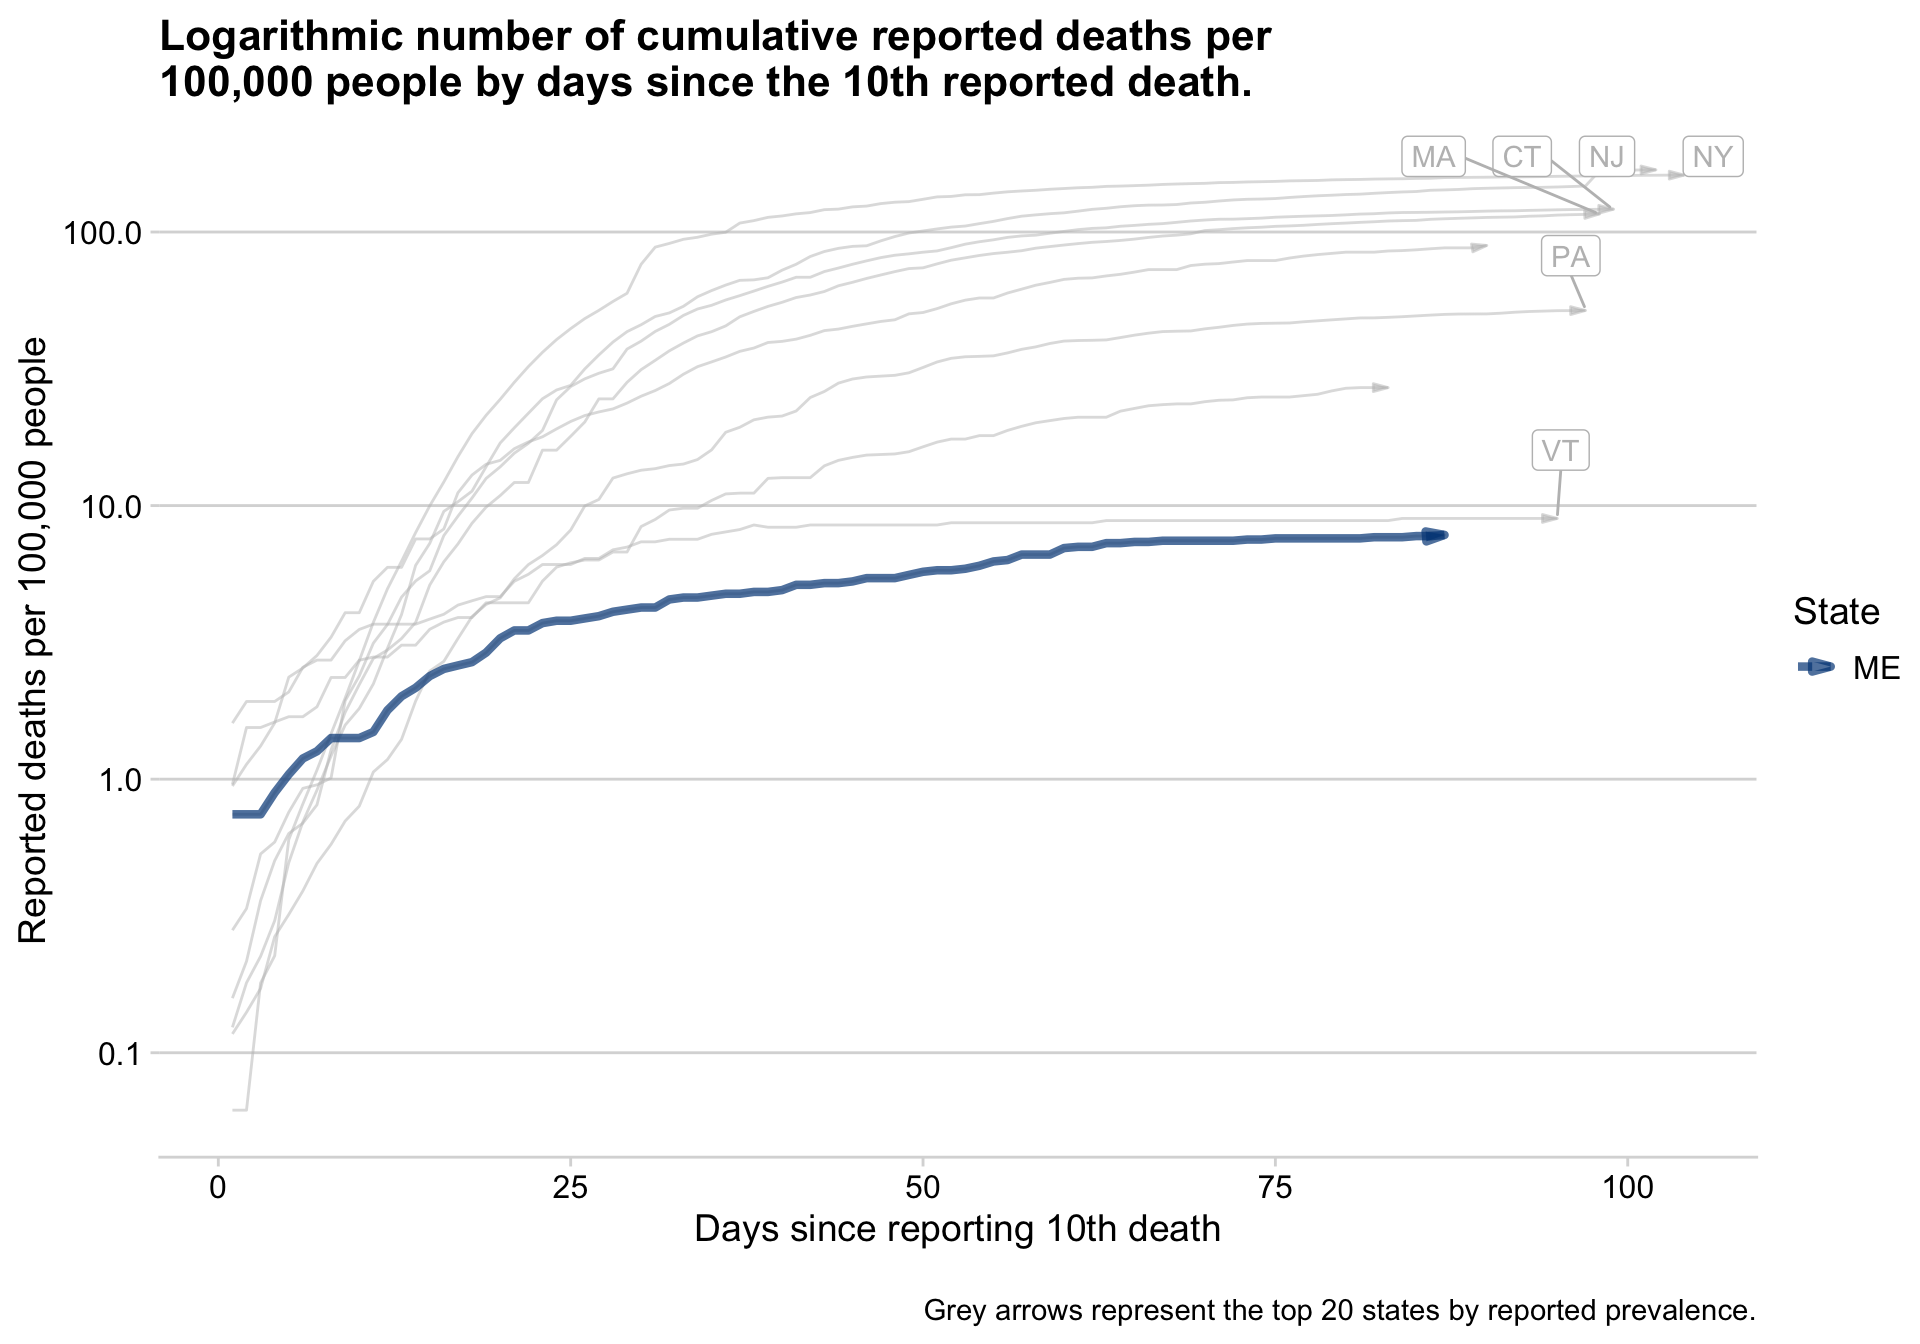 Logarithmic number of cumulative reported deaths per
100,000 people by days since the 10th reported death.
MA CT NJ NY
100.0
PA
VT
10.0
1.0
0.1
Reported deaths per 100,000 people
State
ME
0 25 50 75 100
Days since reporting 10th death
Grey arrows represent the top 20 states by reported prevalence.